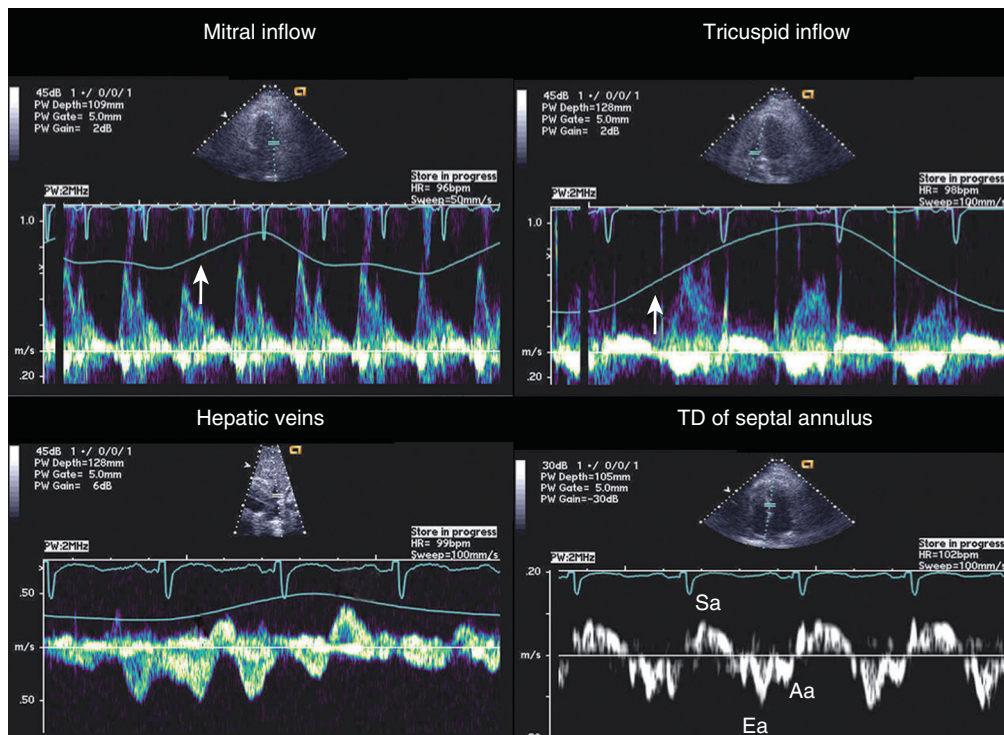 Mitral inflow
45dB 1 •/ 0/0/ 1
PW Depth=109mm
PW Gate= 5.0mm
PW Gain= 2dB
Store in progress
HR= 96bpm
Sweep=50mm/s
PW:2MHz
1.0
m/s
.20
Tricuspid inflow
45dB 1 •/ 0/0/ 1
PW Depth=128mm
PW Gate= 5.0mm
PW Gain= 2dB
Store in progress
HR= 98bpm
Sweep=100mm/s
PW:2MHz
1.0
m/s
.20
Hepatic veins
45dB 1 •/ 0/0/ 1
PW Depth=128mm
PW Gate= 5.0mm
PW Gain= 6dB
Store in progress
HR= 99bpm
Sweep=100mm/s
PW:2MHz
.50
m/s
.50
TD of septal annulus
30dB 1 •/ 0/0/ 1
PW Depth=105mm
PW Gate= 5.0mm
PW Gain=-30dB
Store in progress
HR=102bpm
Sweep=100mm/s
PW:2MHz
.20
Sa
m/s
Aa
Ea